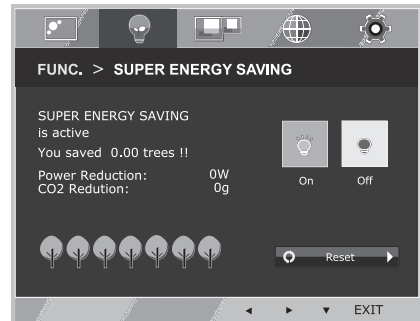 FUNC. > SUPER ENERGY SAVING
SUPER ENERGY SAVING
is active
You saved 0.00 trees !!
Power Reduction: 0W
CO2 Redution: 0g
On Off
Reset
EXIT